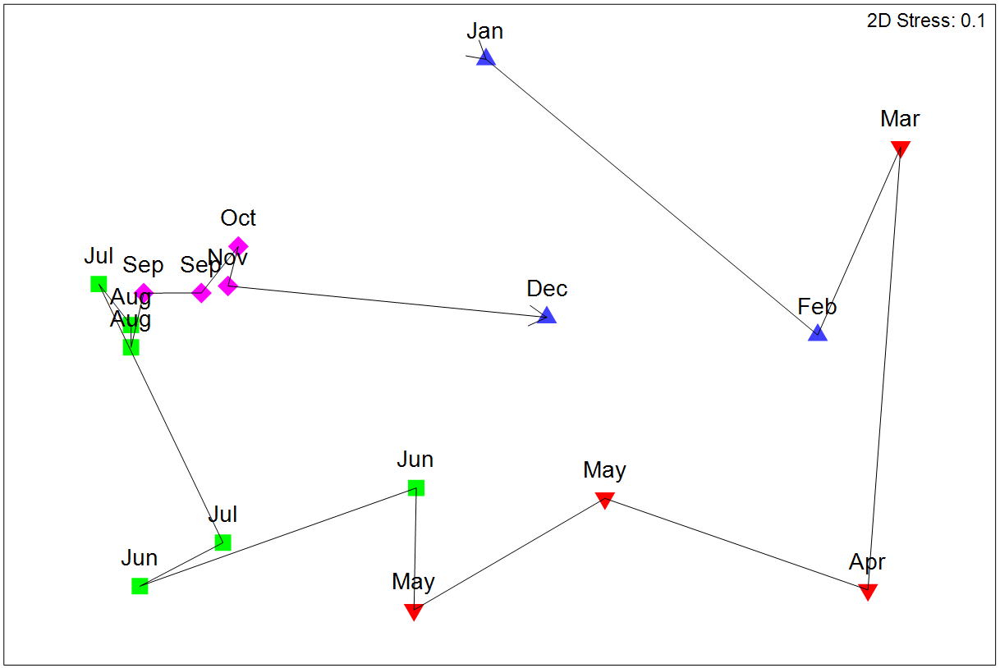 2D Stress: 0.1
Jan
Mar
Oct
Jul
Sep
Sep
Nov
Dec
Aug
Feb
Aug
Jun
May
Jul
Jun
Apr
May